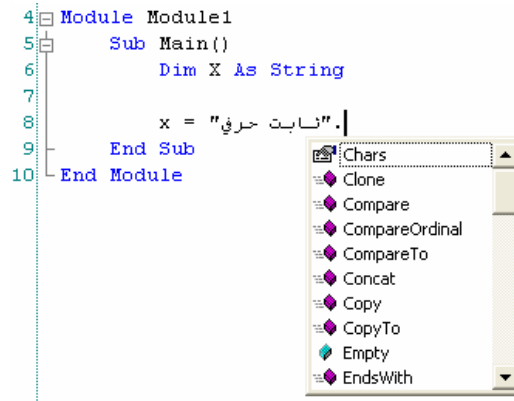 4 Module Module1
5 Sub Main()
6 Dim X As String
7
8 x = "ثابت حرفي".
9 End Sub
10 End Module
Chars
Clone
Compare
CompareOrdinal
CompareTo
Concat
Copy
CopyTo
Empty
EndsWith